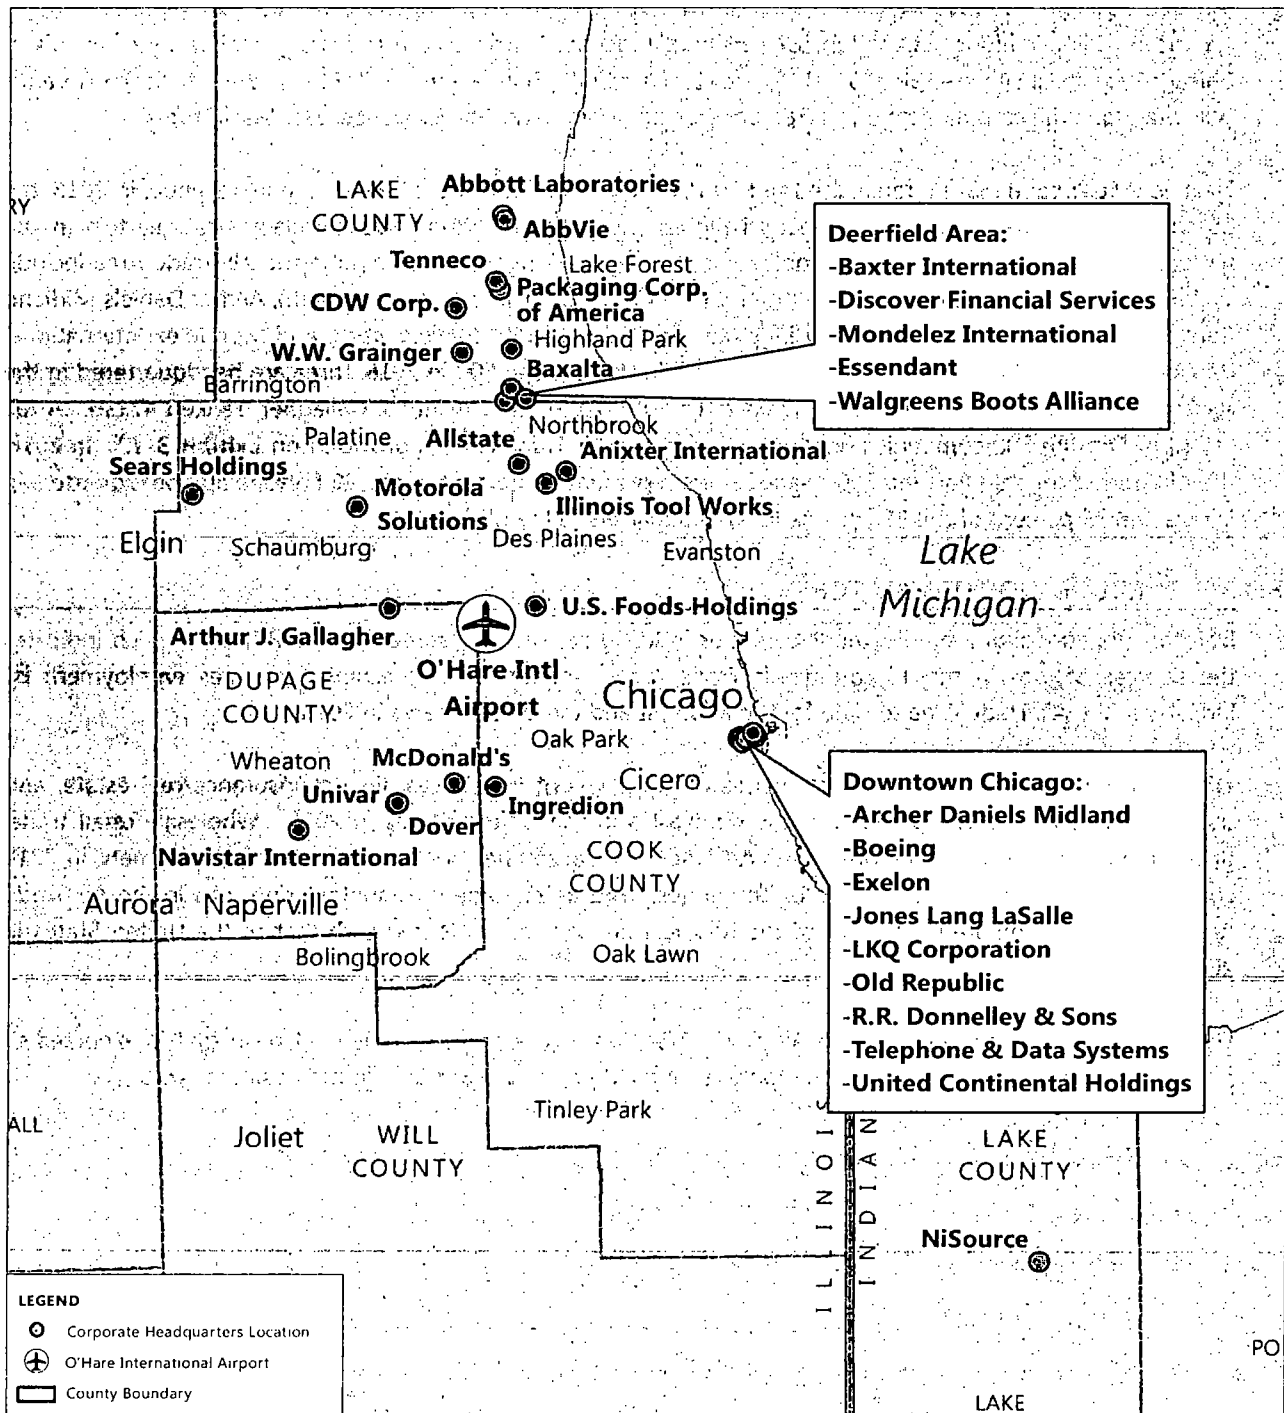 LAKE
COUNTY
Abbott Laboratories
RY
AbbVie
Tenneco
Lake Forest
Packaging Corp.
of America
CDW Corp.
Highland Park
W.W. Grainger
Baxalta
Barrington
Deerfield Area:
-Baxter International
-Discover Financial Services
-Mondelez International
-Essendant
-Walgreens Boots Alliance
Palatine
Allstate
Northbrook
Anixter International
Sears Holdings
Motorola
Solutions
Illinois Tool Works
Elgin
Schaumburg
Des Plaines
Evanston
Lake
Michigan
U.S. Foods Holdings
Arthur J. Gallagher
O'Hare Intl
Airport
DUPAGE
COUNTY
Chicago
Oak Park
Wheaton
McDonald's
Cicero
Univar
Ingredion
Dover
Navistar International
COOK
COUNTY
Downtown Chicago:
-Archer Daniels Midland
-Boeing
-Exelon
-Jones Lang LaSalle
-LKQ Corporation
-Old Republic
-R.R. Donnelley & Sons
-Telephone & Data Systems
-United Continental Holdings
Aurora
Naperville
Bolingbrook
Oak Lawn
Tinley Park
ALL
Joliet
WILL
COUNTY
ILLINOIS
INDIAN
LAKE
COUNTY
NiSource
PO
LAKE
LEGEND
Corporate Headquarters Location
O'Hare International Airport
County Boundary